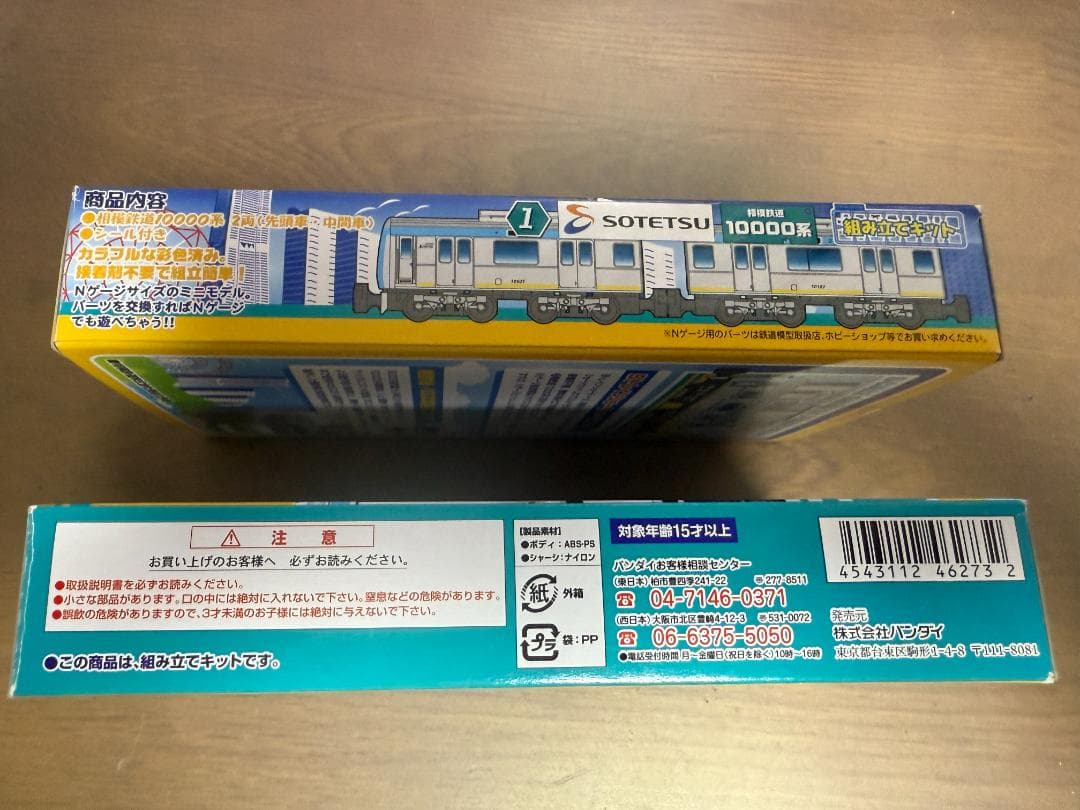 商品内容
●相模鉄道10000系 2両(先頭車・中間車)
●シール付き
カラフルな彩色済み。
接着剤不要で組立簡単！
Nゲージサイズのミニモデル。
パーツを交換すればNゲージ
でも遊べちゃう!!
1
SOTETSU
相模鉄道
10000系
組み立てキット
※Nゲージ用のパーツは鉄道模型取扱店、ホビーショップ等でお買い求めください。
注意
お買い上げのお客様へ 必ずお読みください。
●取扱説明書を必ずお読みください。
●小さな部品があります。口の中には絶対に入れないで下さい。窒息などの危険があります。
●誤飲の危険がありますので、3才未満のお子様には絶対に与えないで下さい。
●この商品は、組み立てキットです。
【製品素材】
●ボディ：ABS・PS
●シャーシ：ナイロン
紙
外箱
プラ
袋：PP
対象年齢15才以上
バンダイお客様相談センター
(東日本) 柏市豊四季241-22 〒277-8511
☎ 04-7146-0371
(西日本) 大阪市北区豊崎4-12-3 〒531-0072
☎ 06-6375-5050
●電話受付時間 月〜金曜日(祝日を除く)10時〜16時
4543112 462732
発売元
株式会社バンダイ
東京都台東区駒形1-4-8 〒111-8081